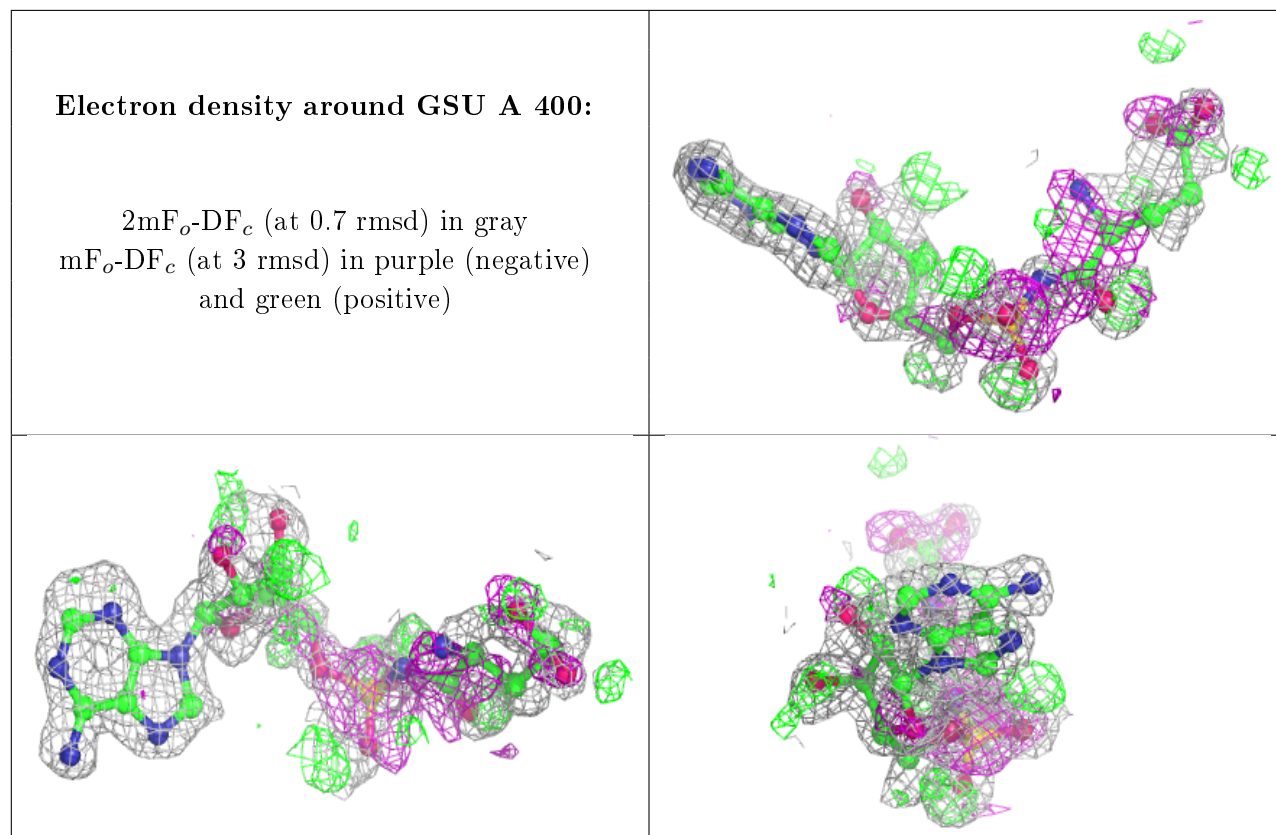 Electron density around GSU A 400:
2mFo-DFc (at 0.7 rmsd) in gray
mFo-DFc (at 3 rmsd) in purple (negative)
and green (positive)